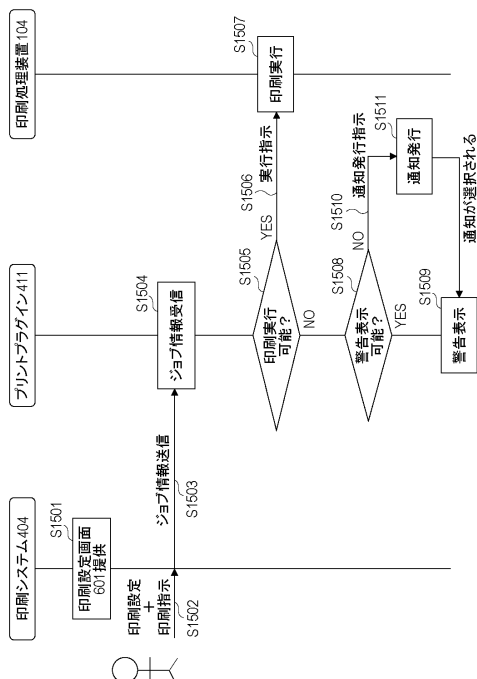 印刷システム404
プリントプラグイン411
印刷処理装置104
S1501
印刷設定画面
601提供
印刷設定
+
印刷指示
S1502
ジョブ情報送信
S1503
S1504
ジョブ情報受信
S1505
印刷実行
可能?
YES
NO
S1506
実行指示
S1507
印刷実行
S1508
警告表示
可能?
NO
YES
S1510
通知発行指示
S1511
通知発行
通知が選択される
S1509
警告表示